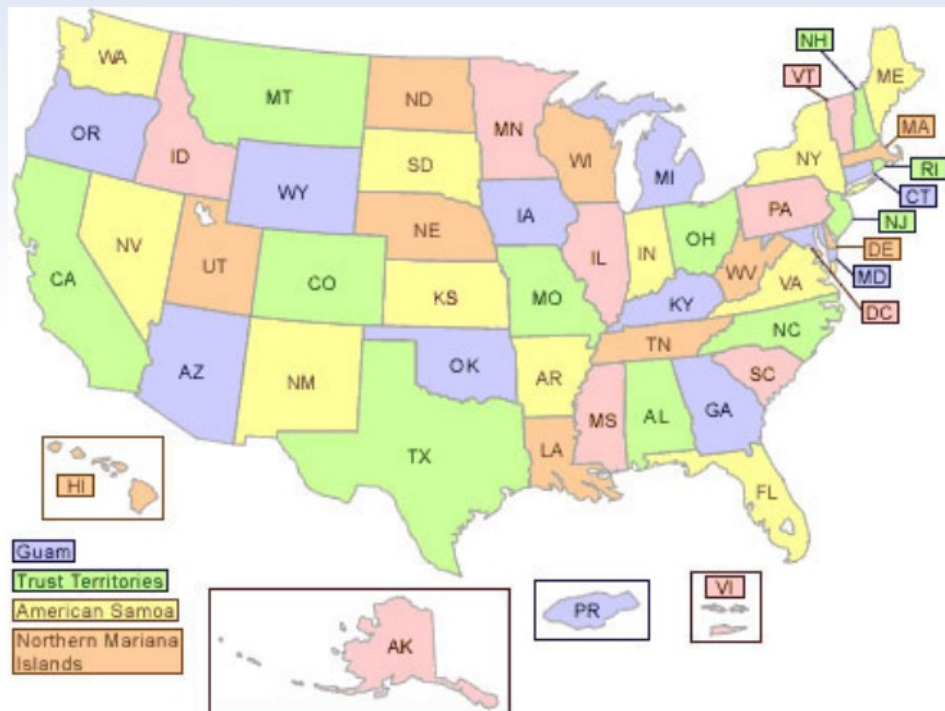 NH
WA
VT
ME
MT
ND
MN
OR
MA
ID
SD
WI
NY
RI
WY
MI
CT
IA
PA
NE
NJ
NV
OH
IL
IN
DE
UT
WV
CA
CO
MD
VA
KS
MO
KY
DC
NC
TN
OK
AZ
NM
AR
SC
MS
AL
GA
TX
LA
HI
FL
Guam
Trust Territories
VI
American Samoa
PR
Northern Mariana
Islands
AK